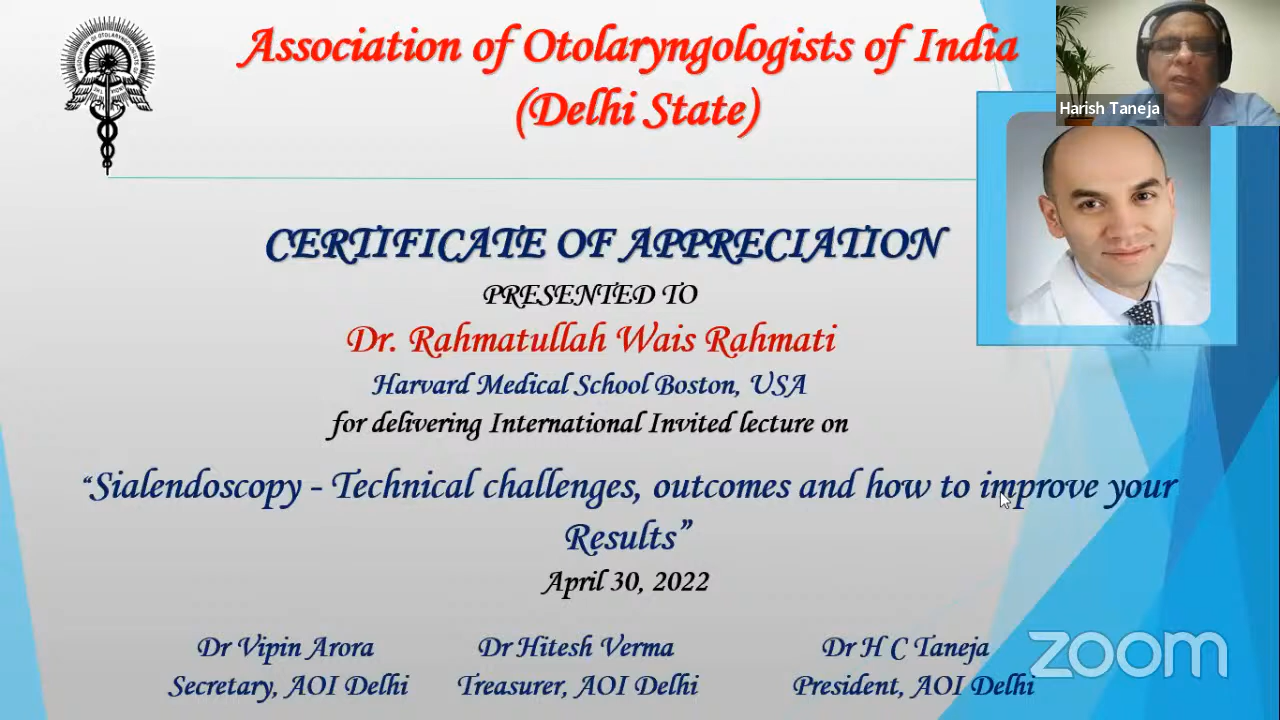 Association of Otolaryngologists of India
(Delhi State)
Harish Taneja
CERTIFICATE OF APPRECIATION
PRESENTED TO
Dr. Rahmatullah Wais Rahmati
Harvard Medical School Boston, USA
for delivering International Invited lecture on
“Sialendoscopy - Technical challenges, outcomes and how to improve your
Results”
April 30, 2022
Dr Vipin Arora Dr Hitesh Verma Dr H C Taneja
Secretary, AOI Delhi Treasurer, AOI Delhi President, AOI Delhi
zoom